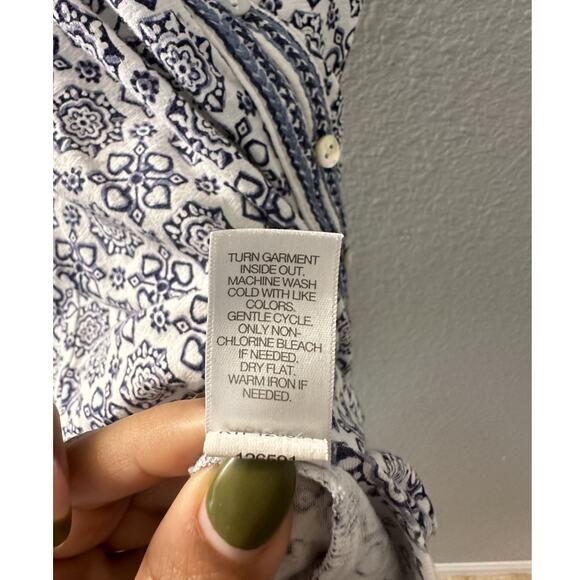 TURN GARMENT
INSIDE OUT.
MACHINE WASH
COLD WITH LIKE
COLORS.
GENTLE CYCLE.
ONLY NON-
CHLORINE BLEACH
IF NEEDED.
DRY FLAT.
WARM IRON IF
NEEDED.